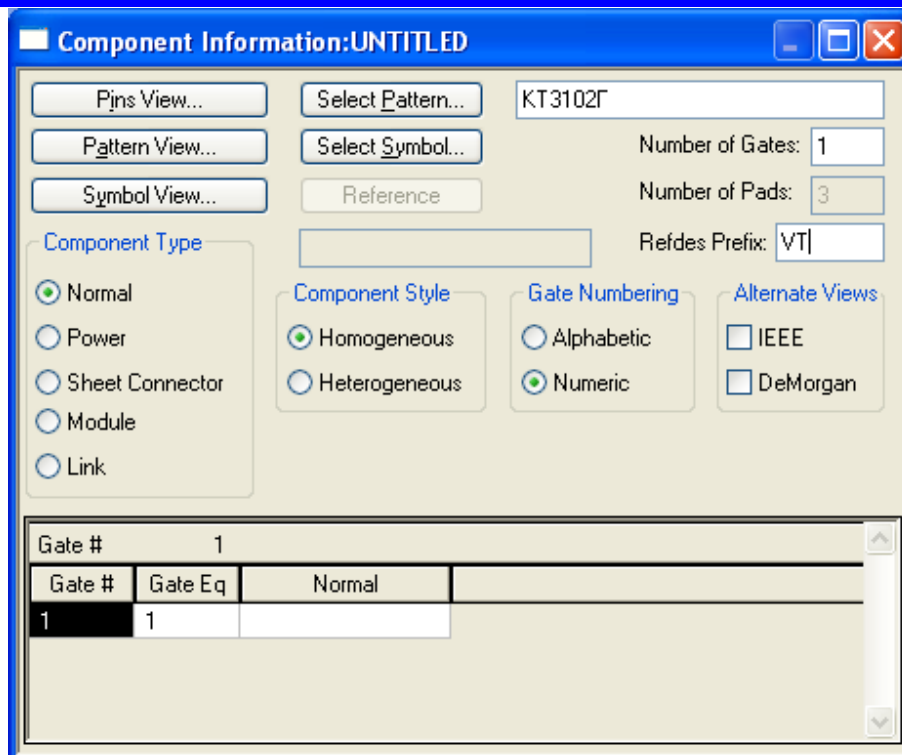 Component Information:UNTITLED
Pins View...
Select Pattern...
КТ3102Г
Pattern View...
Select Symbol...
Number of Gates: 1
Symbol View...
Reference
Number of Pads: 3
Refdes Prefix: VT
Component Type
Normal
Power
Sheet Connector
Module
Link
Component Style
Homogeneous
Heterogeneous
Gate Numbering
Alphabetic
Numeric
Alternate Views
IEEE
DeMorgan
Gate # 1
Gate # Gate Eq Normal
1 1